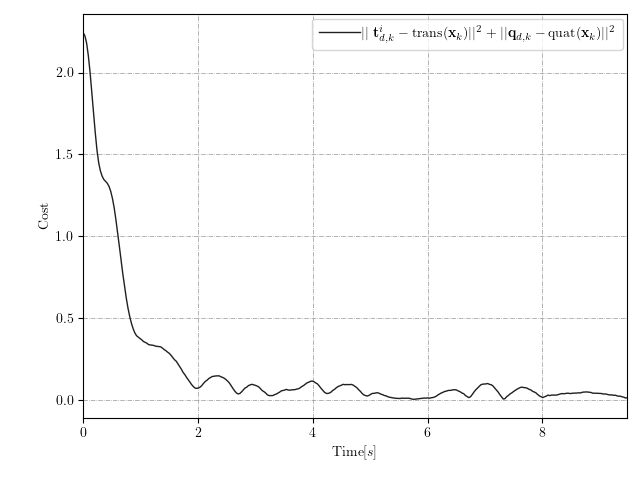 || t^i_{d,k} − trans(x_k)||² + ||q_{d,k} − quat(x_k)||²
2.0
1.5
1.0
0.5
0.0
Cost
0 2 4 6 8
Time[s]